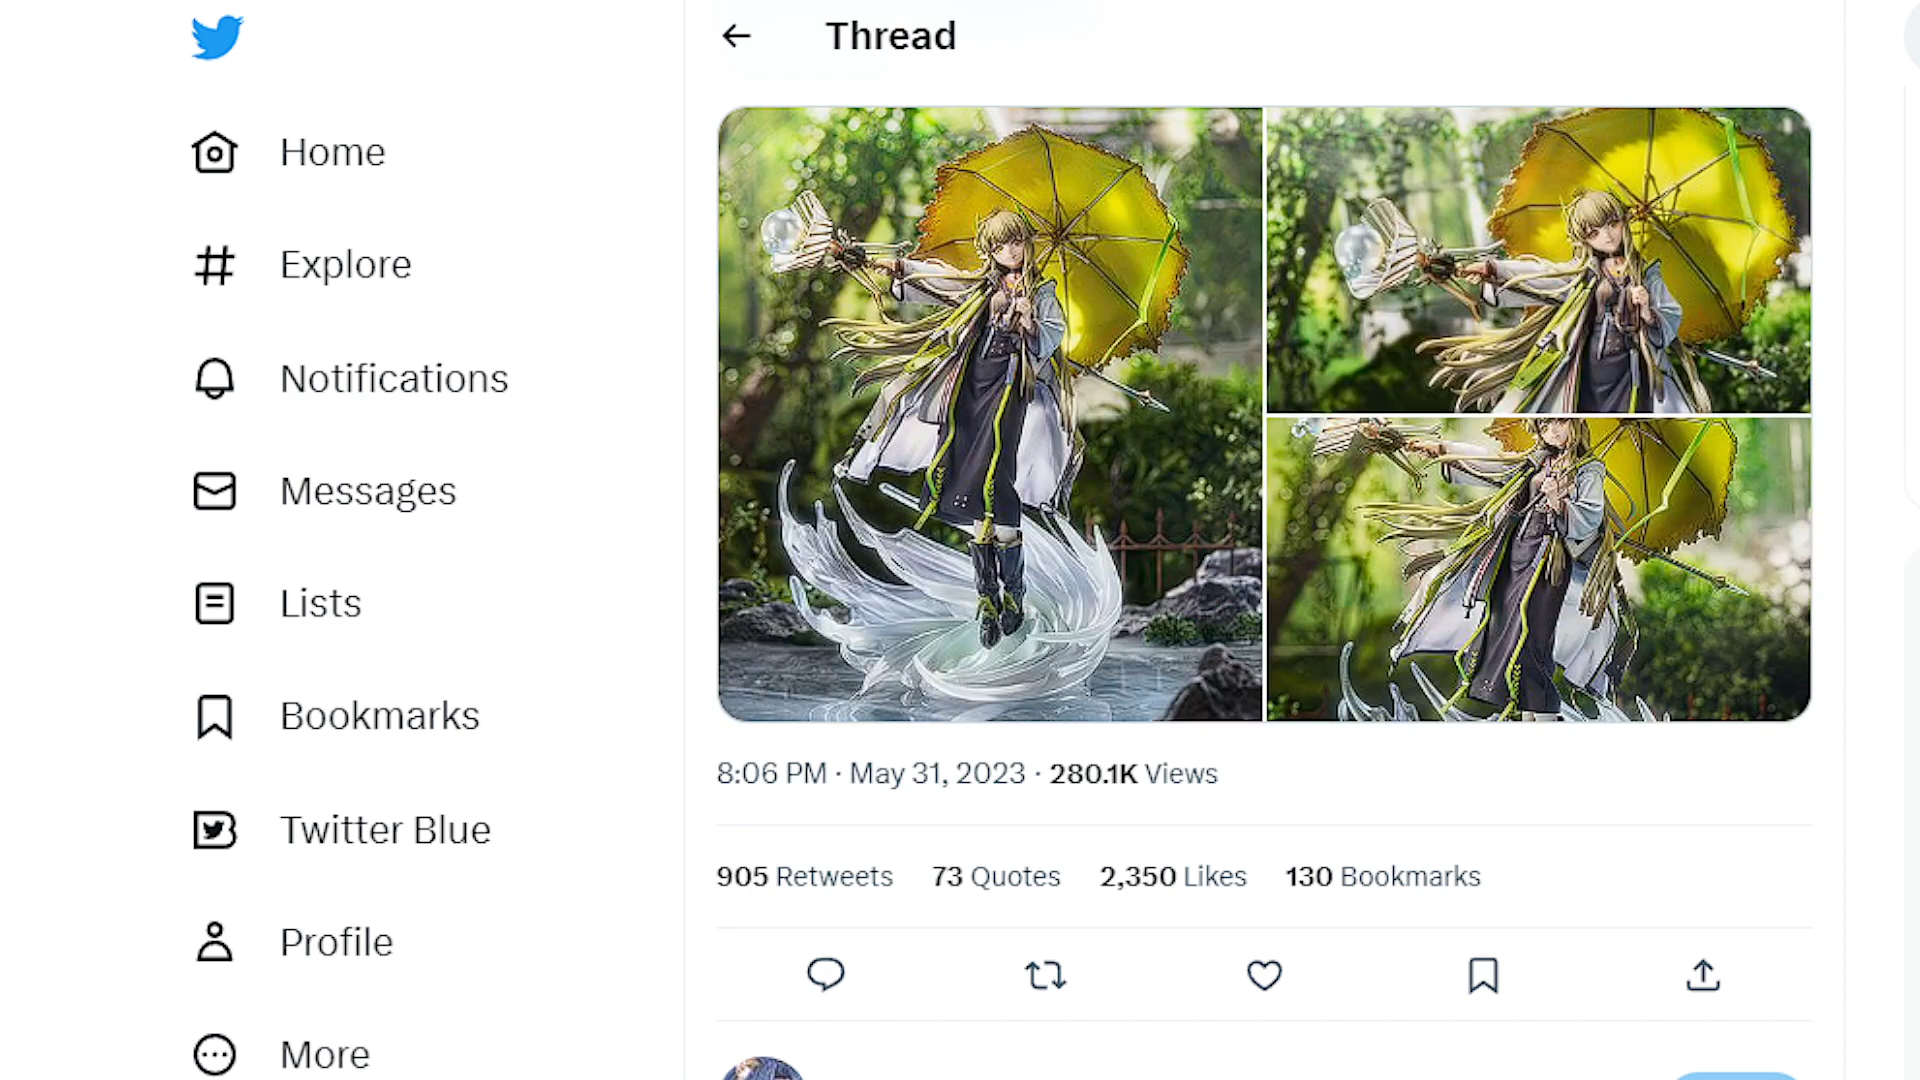 Thread
Home
Explore
Notifications
Messages
Lists
Bookmarks
Twitter Blue
Profile
More
8:06 PM · May 31, 2023 · 280.1K Views
905 Retweets 73 Quotes 2,350 Likes 130 Bookmarks